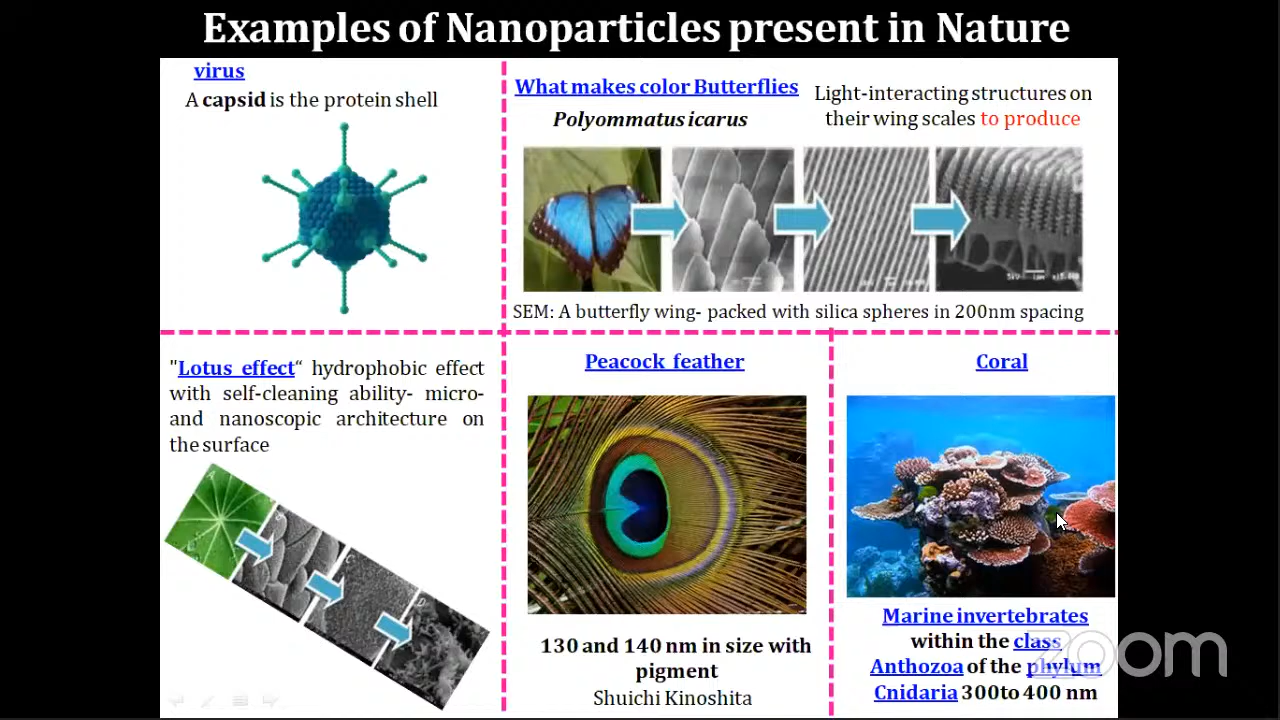 Examples of Nanoparticles present in Nature
virus
A capsid is the protein shell
What makes color Butterflies
Polyommatus icarus
Light-interacting structures on
their wing scales to produce
SEM: A butterfly wing- packed with silica spheres in 200nm spacing
"Lotus effect“ hydrophobic effect
with self-cleaning ability- micro-
and nanoscopic architecture on
the surface
A
C
D
Peacock feather
130 and 140 nm in size with
pigment
Shuichi Kinoshita
Coral
Marine invertebrates
within the class
Anthozoa of the phylum
Cnidaria 300to 400 nm
zoom